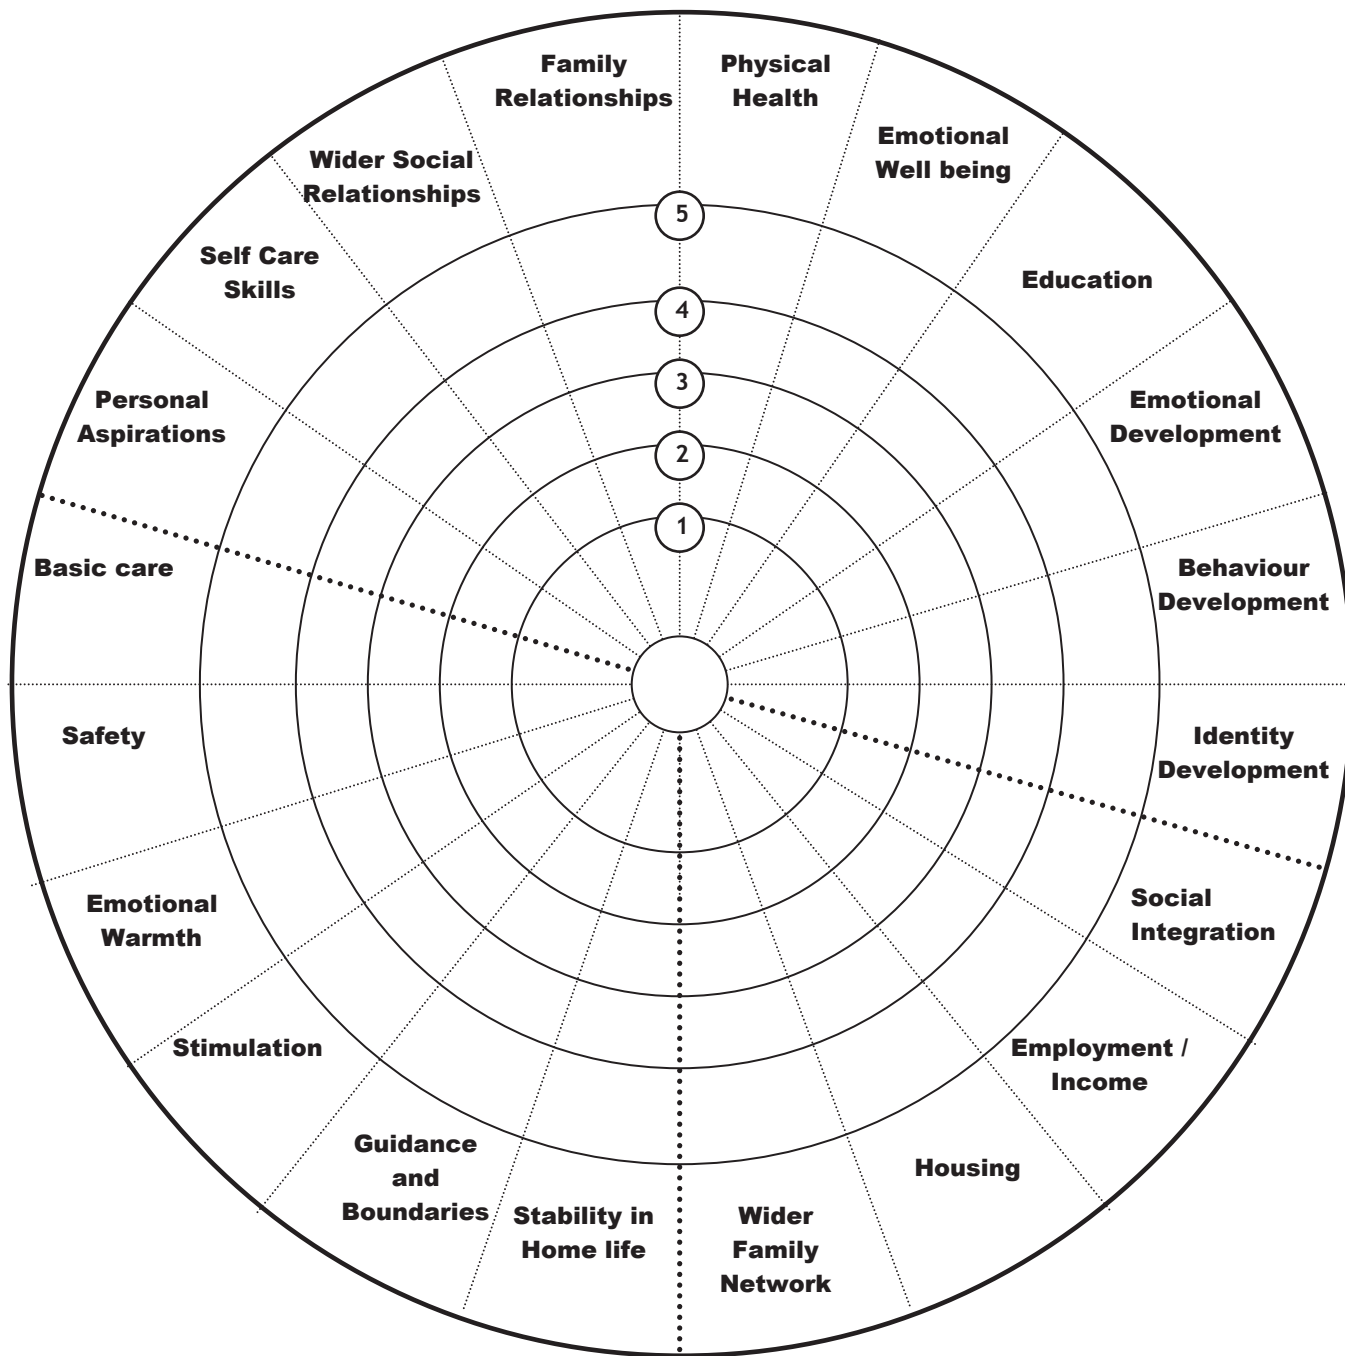 Family
Relationships
Physical
Health
Emotional
Well being
Education
Emotional
Development
Behaviour
Development
Identity
Development
Social
Integration
Employment /
Income
Housing
Wider
Family
Network
Stability in
Home life
Guidance
and
Boundaries
Stimulation
Emotional
Warmth
Safety
Basic care
Personal
Aspirations
Self Care
Skills
Wider Social
Relationships
5
4
3
2
1